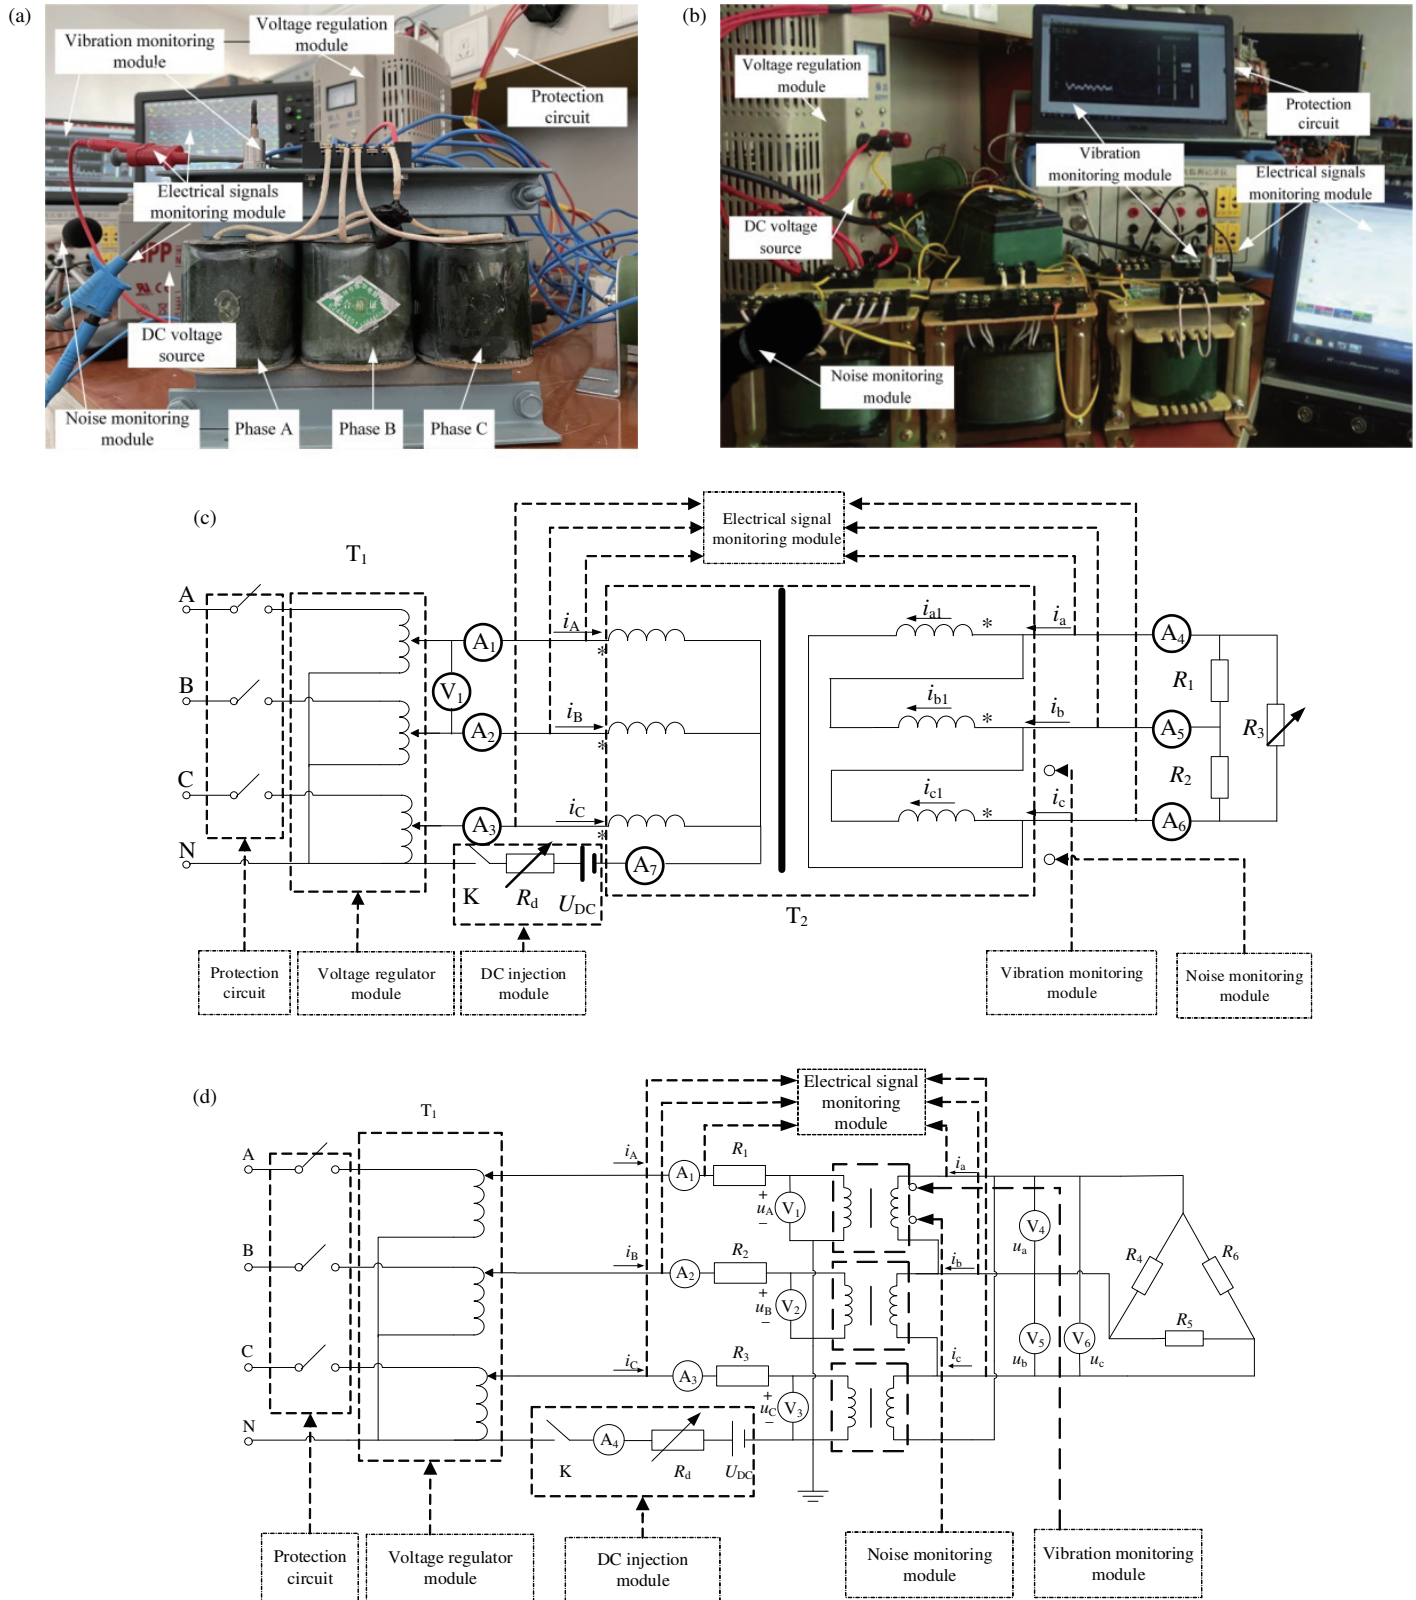 (a)
Vibration monitoring
module
Voltage regulation
module
Protection
circuit
Electrical signals
monitoring module
DC voltage
source
Noise monitoring
module
Phase A
Phase B
Phase C
合格证
(b)
Voltage regulation
module
Protection
circuit
Vibration
monitoring module
Electrical signals
monitoring module
DC voltage
source
Noise monitoring
module
(c)
Electrical signal
monitoring module
T1
A
B
C
N
A1
V1
A2
A3
A7
iA
*
iB
*
iC
*
K
Rd
UDC
T2
ia1
*
ia
ib1
*
ib
ic1
*
ic
A4
A5
A6
R1
R2
R3
Protection
circuit
Voltage regulator
module
DC injection
module
Vibration monitoring
module
Noise monitoring
module
(d)
Electrical signal
monitoring
module
T1
A
B
C
N
iA
A1
R1
+
uA
−
V1
iB
A2
R2
+
uB
−
V2
iC
A3
R3
+
uC
−
V3
K
A4
Rd
UDC
ia
ib
ic
V4
ua
V5
ub
V6
uc
R4
R6
R5
Protection
circuit
Voltage regulator
module
DC injection
module
Noise monitoring
module
Vibration monitoring
module